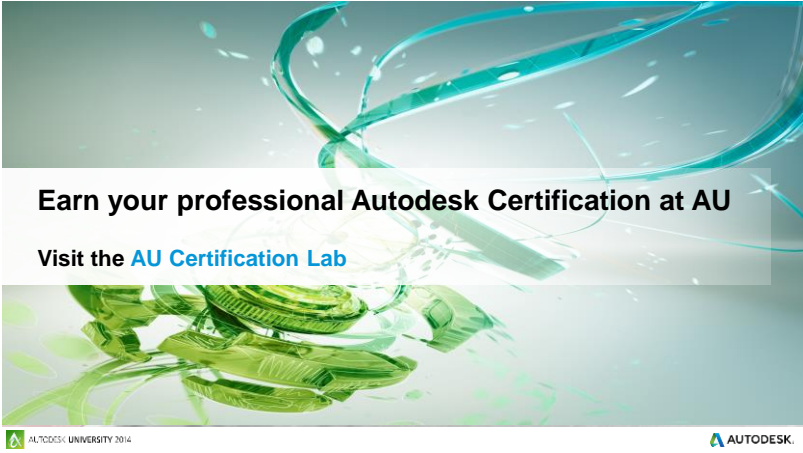 Earn your professional Autodesk Certification at AU
Visit the AU Certification Lab
AUTODESK UNIVERSITY 2014
AUTODESK.